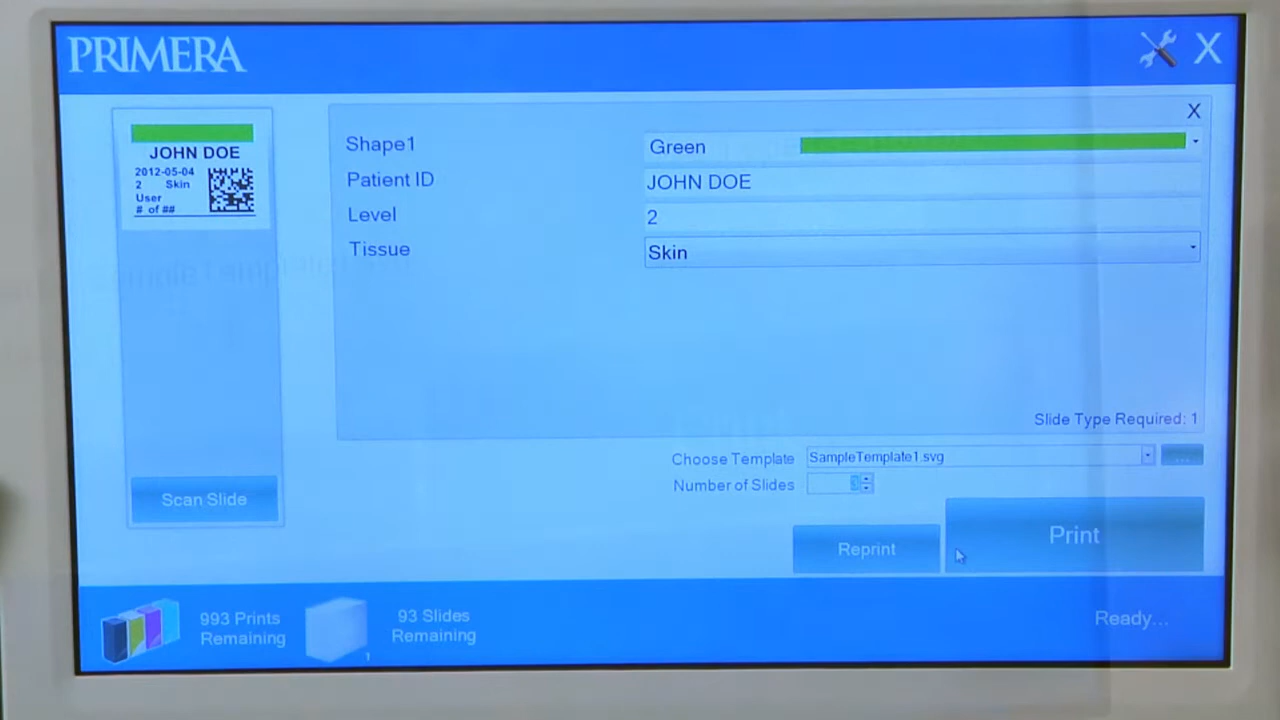 PRIMERA
X
JOHN DOE
2012-05-04
2 Skin
User
# of ##
Scan Slide
X
Shape1 Green
Patient ID JOHN DOE
Level 2
Tissue Skin
Slide Type Required: 1
Choose Template SampleTemplate1.svg ...
Number of Slides
Reprint
Print
993 Prints
Remaining
1
93 Slides
Remaining
Ready...